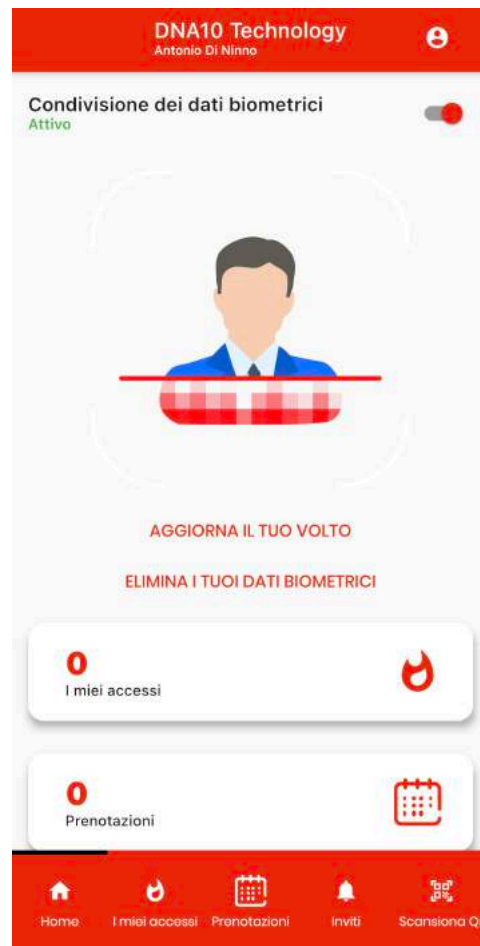 DNA10 Technology
Antonio Di Ninno
Condivisione dei dati biometrici
Attivo
AGGIORNA IL TUO VOLTO
ELIMINA I TUOI DATI BIOMETRICI
0
I miei accessi
0
Prenotazioni
Home
I miei accessi
Prenotazioni
Inviti
Scansiona Q